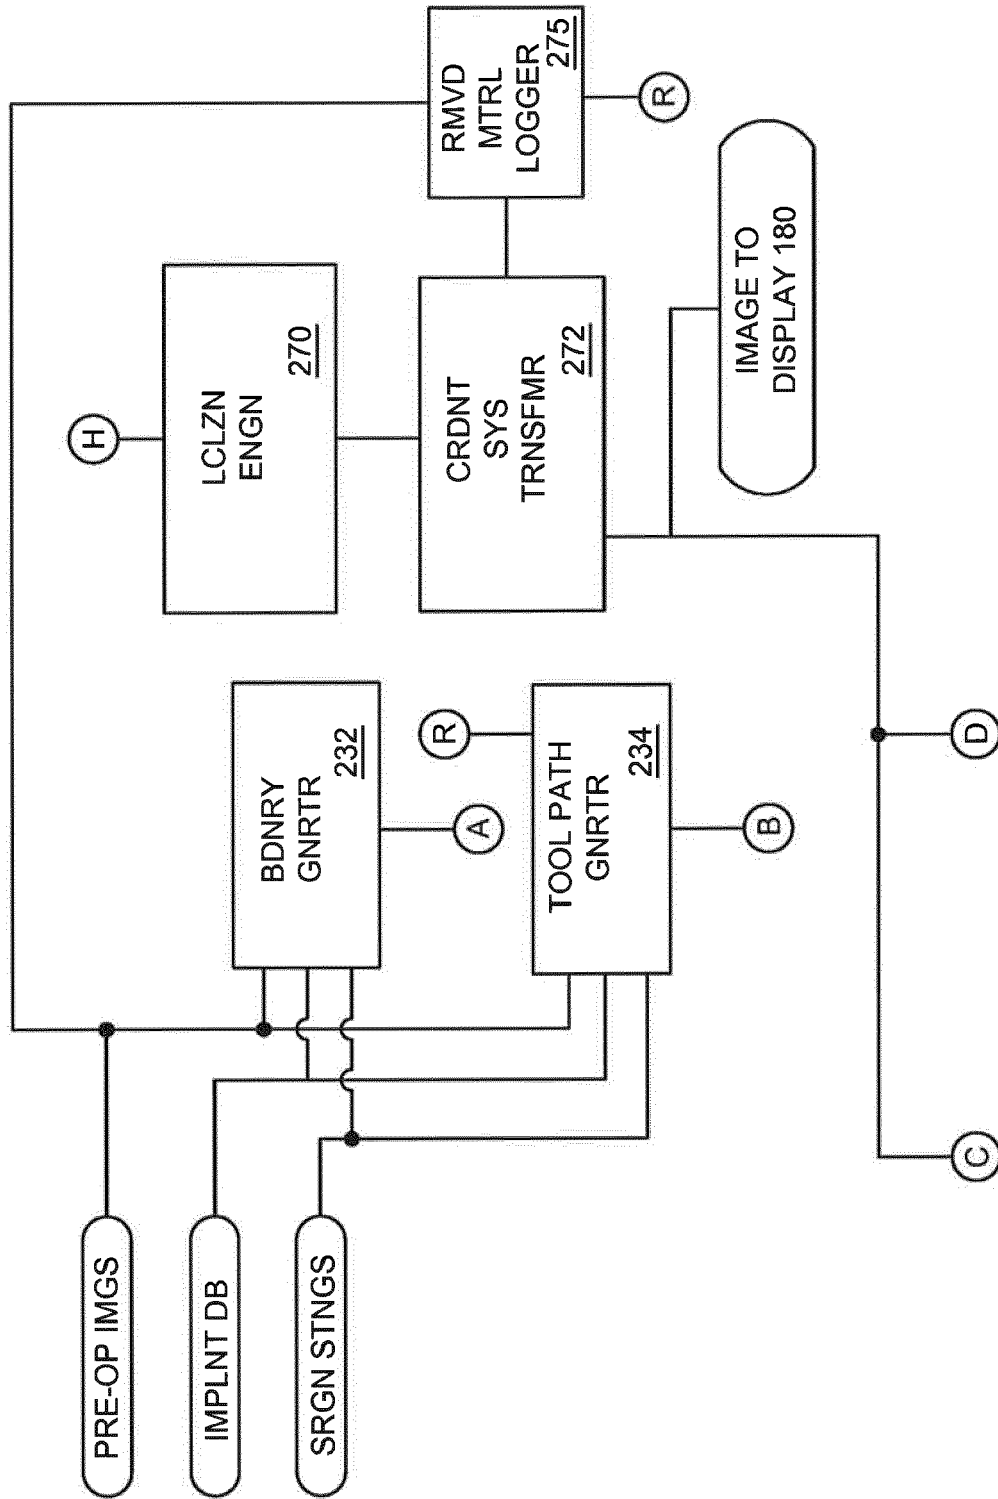 PRE-OP IMGS
IMPLNT DB
SRGN STNGS
BDNRY
GNRTR
232
A
R
TOOL PATH
GNRTR
234
B
H
LCLZN
ENGN
270
CRDNT
SYS
TRNSFMR
272
RMVD
MTRL
LOGGER
275
R
IMAGE TO
DISPLAY 180
C
D